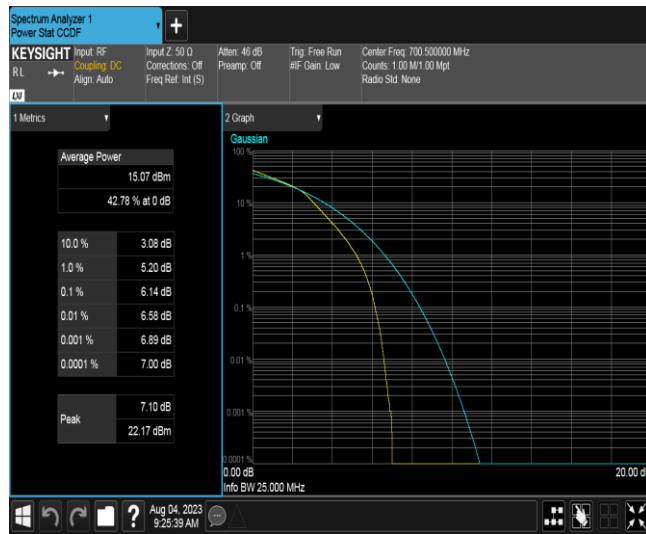 Spectrum Analyzer 1
Power Stat CCDF
+
KEYSIGHT
RL
LXI
Input: RF
Coupling: DC
Align: Auto
Input Z: 50 Ω
Corrections: Off
Freq Ref: Int (S)
Atten: 46 dB
Preamp: Off
Trig: Free Run
#IF Gain: Low
Center Freq: 700.500000 MHz
Counts: 1.00 M/1.00 Mpt
Radio Std: None
1 Metrics
Average Power
15.07 dBm
42.78 % at 0 dB
10.0 % 3.08 dB
1.0 % 5.20 dB
0.1 % 6.14 dB
0.01 % 6.58 dB
0.001 % 6.89 dB
0.0001 % 7.00 dB
Peak
7.10 dB
22.17 dBm
2 Graph
Gaussian
100 %
10 %
1 %
0.1 %
0.01 %
0.001 %
0.0001 %
0.00 dB
20.00 d
Info BW 25.000 MHz
?
Aug 04, 2023
9:25:39 AM